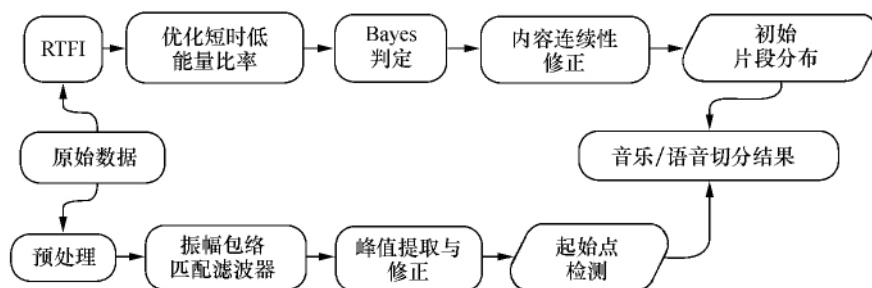 RTFI
优化短时低
能量比率
Bayes
判定
内容连续性
修正
初始
片段分布
原始数据
音乐/语音切分结果
预处理
振幅包络
匹配滤波器
峰值提取与
修正
起始点
检测